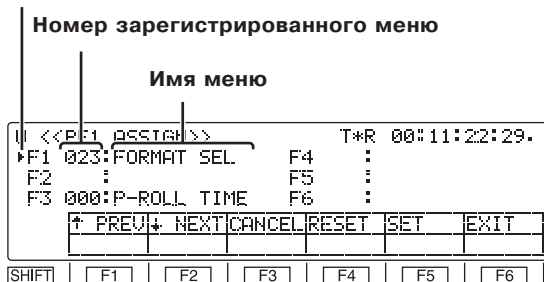 Номер зарегистрированного меню
Имя меню
U <<PF1 ASSIGN>> T*R 00:11:22:29.
F1 023:FORMAT SEL F4 :
F2 : F5 :
F3 000:P-ROLL TIME F6 :
↑ PREV ↓ NEXT CANCEL RESET SET EXIT
SHIFT F1 F2 F3 F4 F5 F6